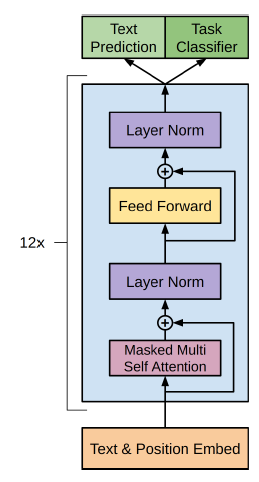 Text
Prediction
Task
Classifier
Layer Norm
+
Feed Forward
12x
Layer Norm
+
Masked Multi
Self Attention
Text & Position Embed